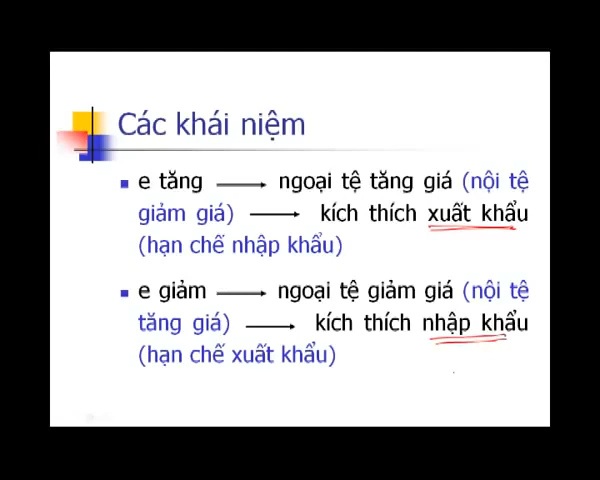 Các khái niệm
e tăng → ngoại tệ tăng giá (nội tệ
giảm giá) → kích thích xuất khẩu
(hạn chế nhập khẩu)
e giảm → ngoại tệ giảm giá (nội tệ
tăng giá) → kích thích nhập khẩu
(hạn chế xuất khẩu)